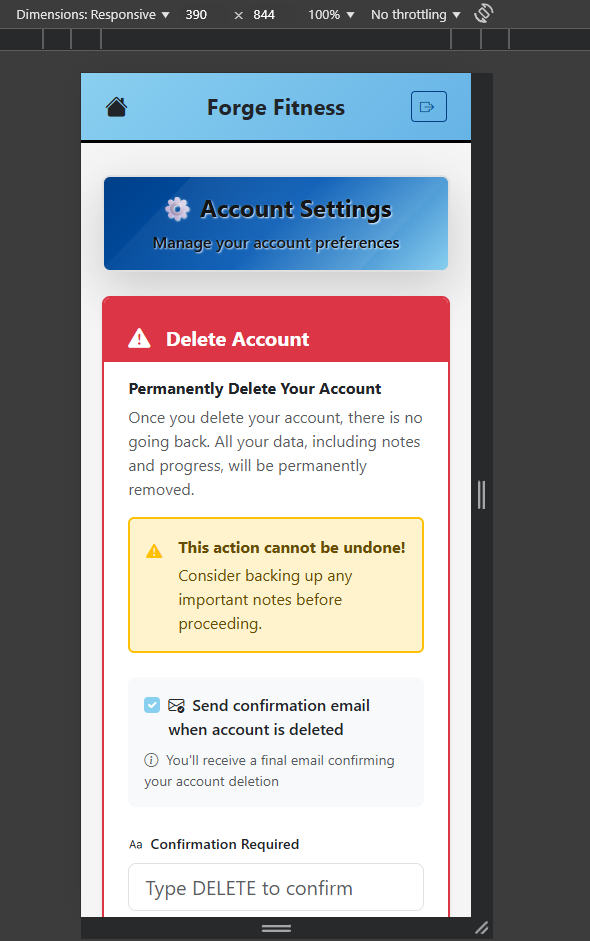 Dimensions: Responsive ▼ 390 × 844 100% ▼ No throttling ▼
Forge Fitness
Account Settings
Manage your account preferences
Delete Account
Permanently Delete Your Account
Once you delete your account, there is no
going back. All your data, including notes
and progress, will be permanently
removed.
This action cannot be undone!
Consider backing up any
important notes before
proceeding.
Send confirmation email
when account is deleted
You'll receive a final email confirming
your account deletion
Aa Confirmation Required
Type DELETE to confirm